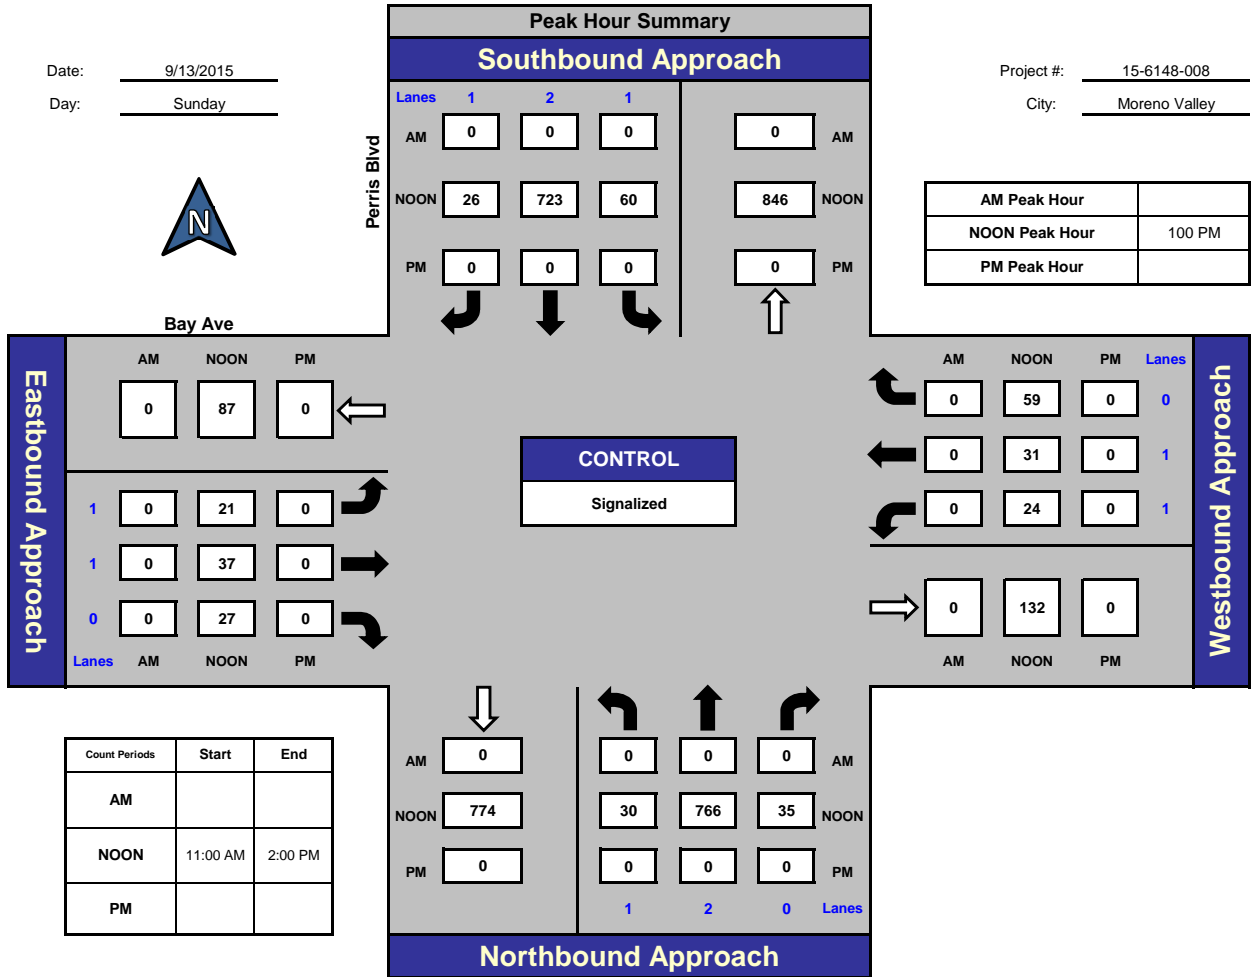 Peak Hour Summary
Southbound Approach
Date: 9/13/2015
Day: Sunday
Project #: 15-6148-008
City: Moreno Valley
Lanes 1 2 1
AM 0 0 0 0 AM
Perris Blvd
NOON 26 723 60 846 NOON
PM 0 0 0 0 PM
N
AM Peak Hour
NOON Peak Hour 100 PM
PM Peak Hour
Bay Ave
Eastbound Approach
AM NOON PM
0 87 0
1 0 21 0
1 0 37 0
0 0 27 0
Lanes AM NOON PM
CONTROL
Signalized
AM NOON PM Lanes
0 59 0 0
0 31 0 1
0 24 0 1
0 132 0
AM NOON PM
Westbound Approach
Count Periods Start End
AM
NOON 11:00 AM 2:00 PM
PM
AM 0 0 0 0 AM
NOON 774 30 766 35 NOON
PM 0 0 0 0 PM
1 2 0 Lanes
Northbound Approach